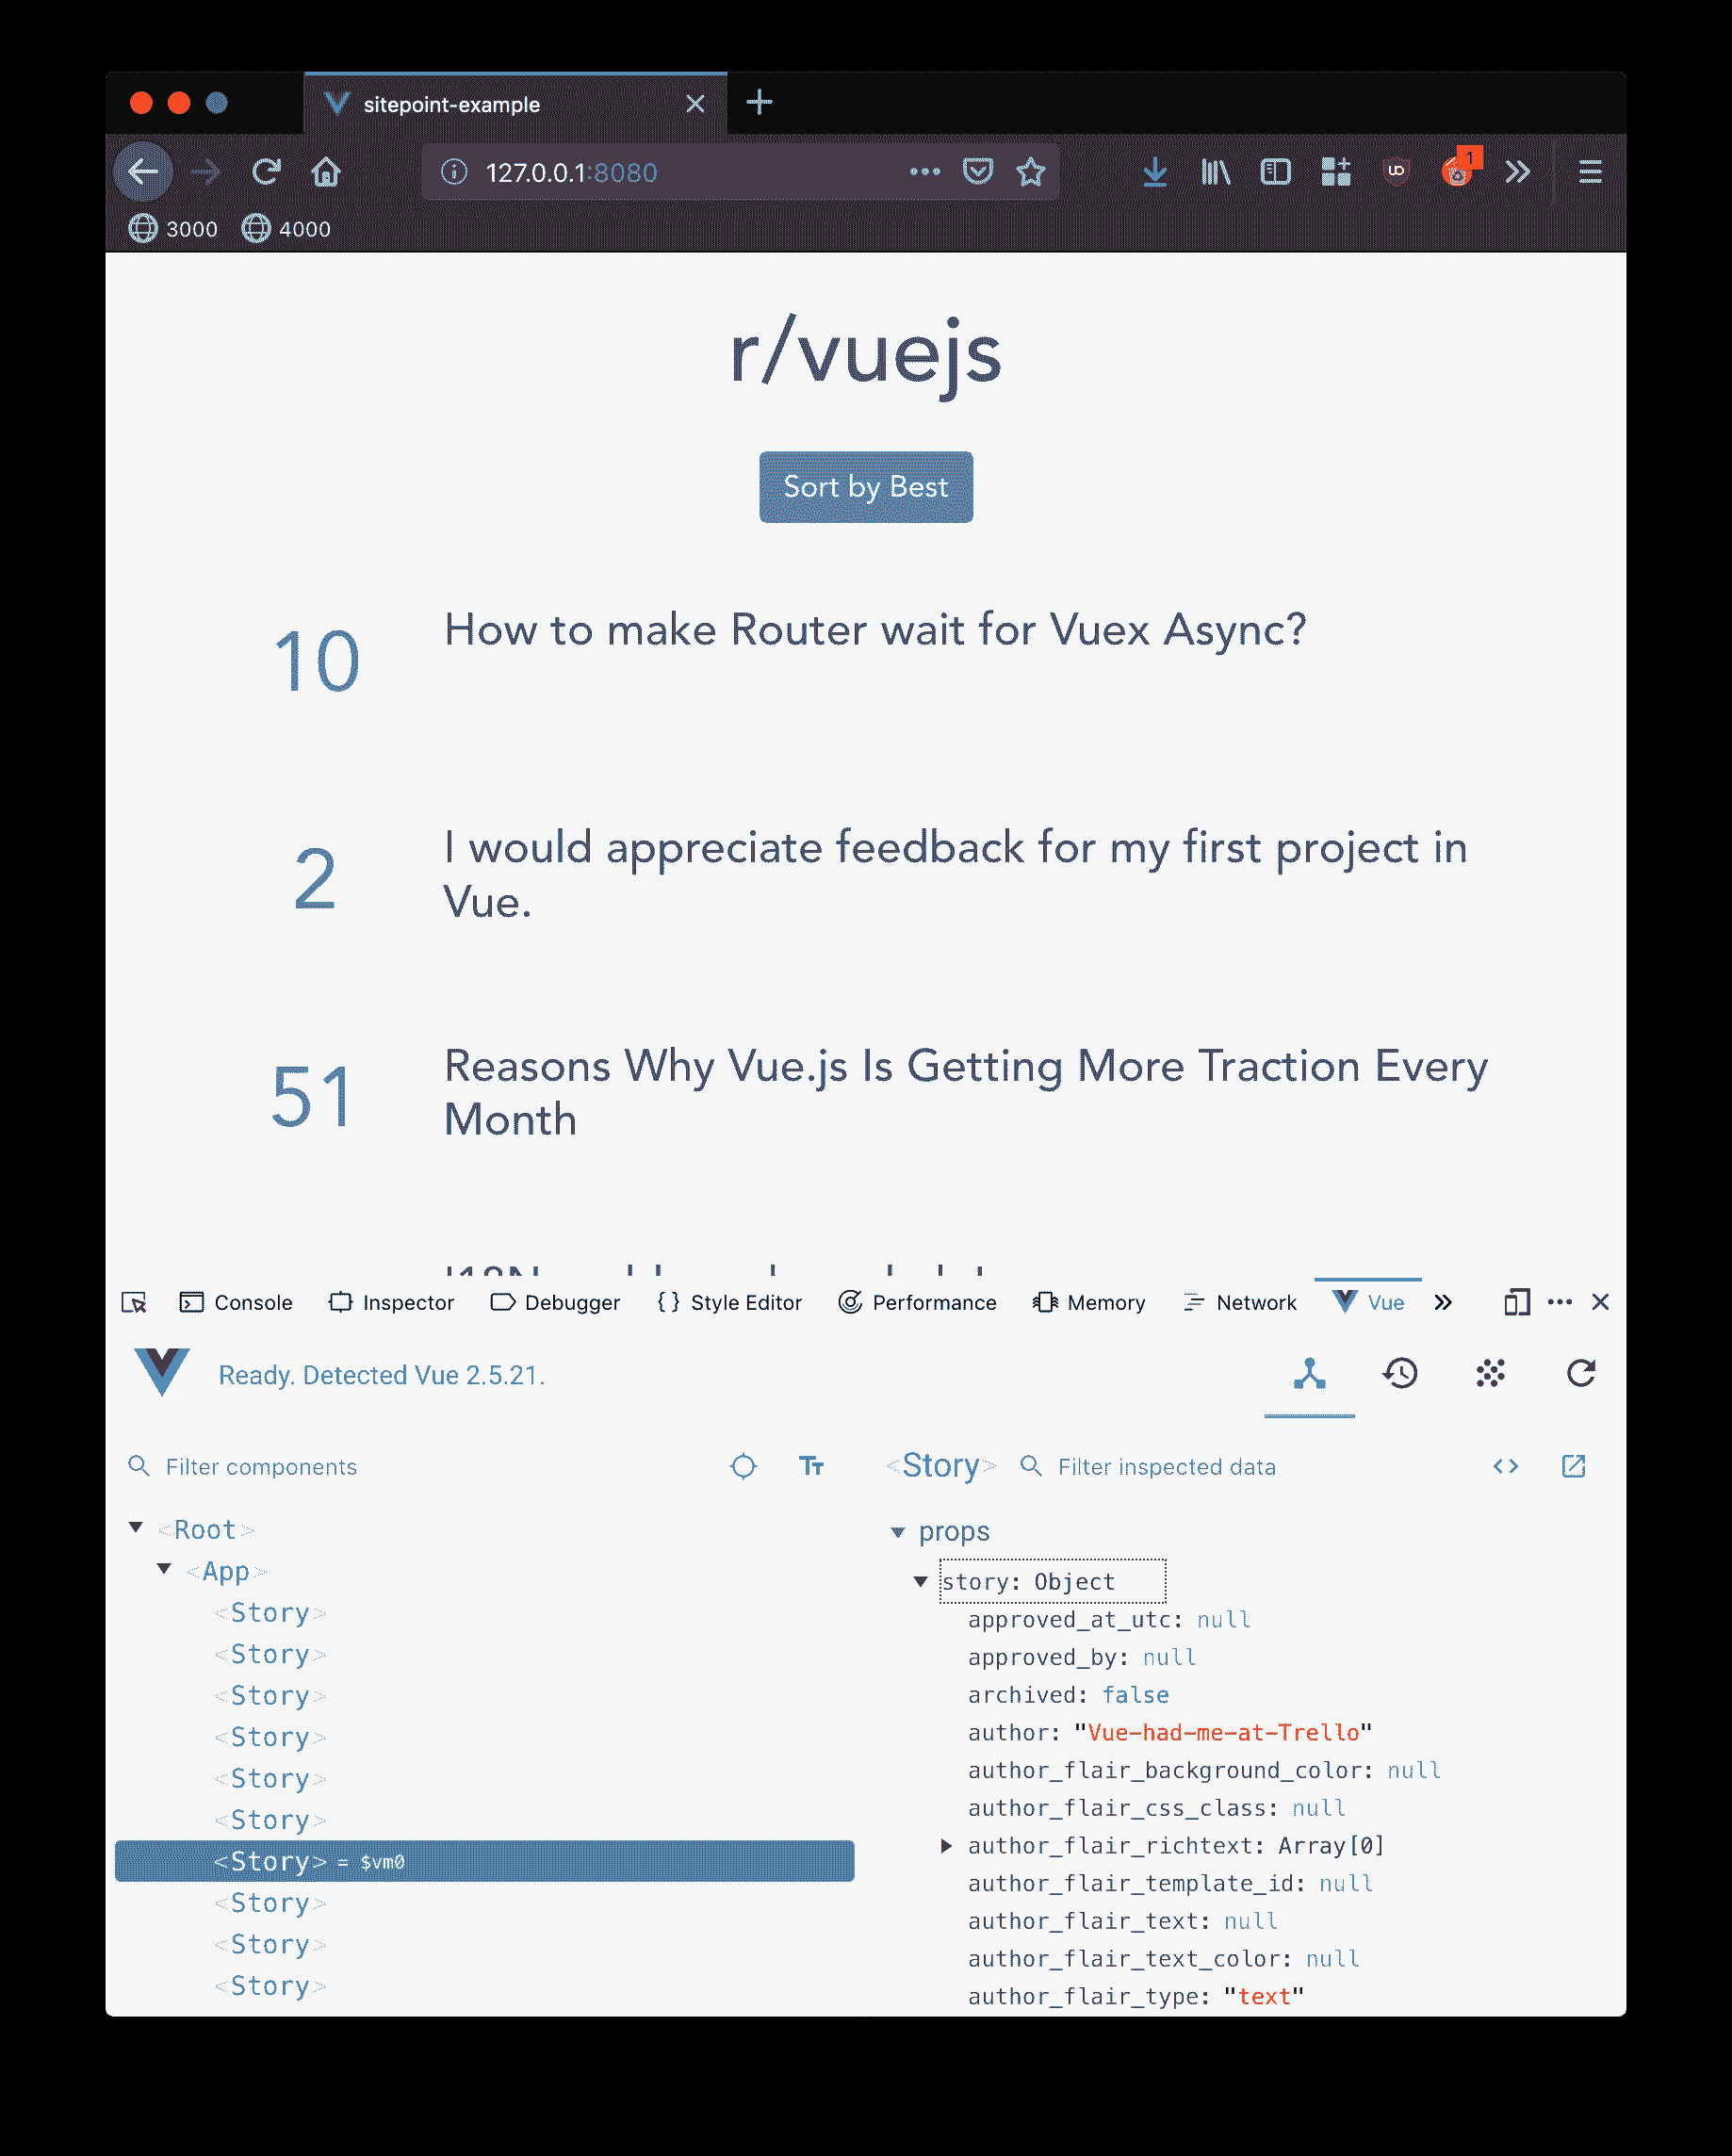 sitepoint-example
127.0.0.1:8080
1
3000 4000
r/vuejs
Sort by Best
10 How to make Router wait for Vuex Async?
2 I would appreciate feedback for my first project in
Vue.
51 Reasons Why Vue.js Is Getting More Traction Every
Month
Console Inspector Debugger {} Style Editor Performance Memory Network Vue
Ready. Detected Vue 2.5.21.
Filter components
<Story> Filter inspected data
<Root>
<App>
<Story>
<Story>
<Story>
<Story>
<Story>
<Story>
<Story> = $vm0
<Story>
<Story>
<Story>
props
story: Object
approved_at_utc: null
approved_by: null
archived: false
author: "Vue-had-me-at-Trello"
author_flair_background_color: null
author_flair_css_class: null
author_flair_richtext: Array[0]
author_flair_template_id: null
author_flair_text: null
author_flair_text_color: null
author_flair_type: "text"